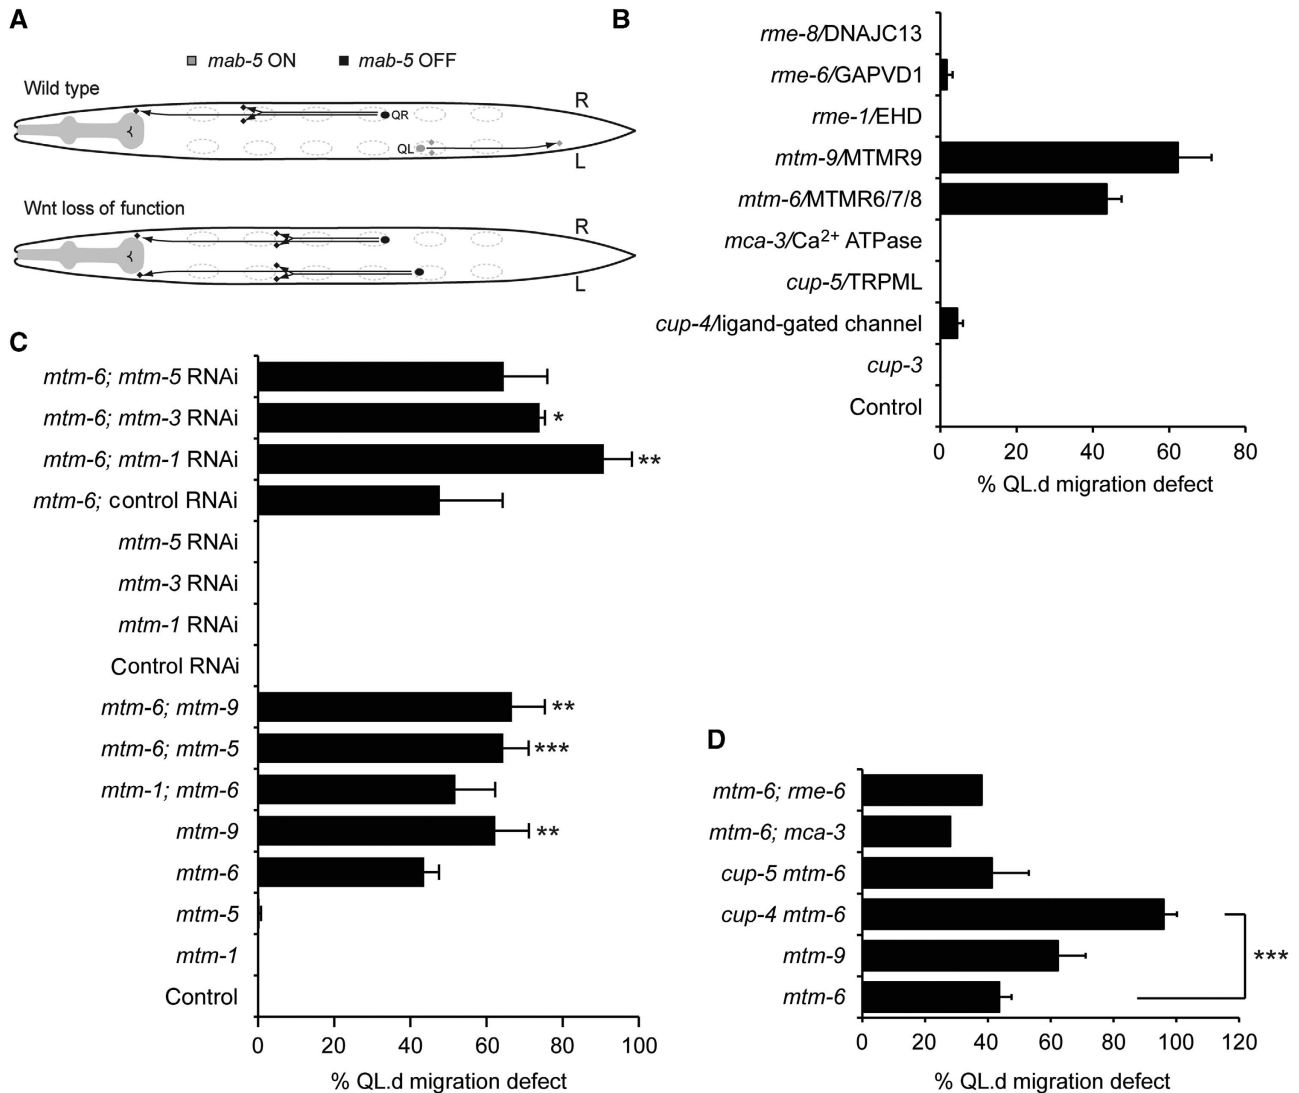 A
mab-5 ON mab-5 OFF
Wild type
R
QR
QL
L
Wnt loss of function
R
L
B
rme-8/DNAJC13
rme-6/GAPVD1
rme-1/EHD
mtm-9/MTMR9
mtm-6/MTMR6/7/8
mca-3/Ca2+ ATPase
cup-5/TRPML
cup-4/ligand-gated channel
cup-3
Control
0 20 40 60 80
% QL.d migration defect
C
mtm-6; mtm-5 RNAi
mtm-6; mtm-3 RNAi *
mtm-6; mtm-1 RNAi **
mtm-6; control RNAi
mtm-5 RNAi
mtm-3 RNAi
mtm-1 RNAi
Control RNAi
mtm-6; mtm-9 **
mtm-6; mtm-5 ***
mtm-1; mtm-6
mtm-9 **
mtm-6
mtm-5
mtm-1
Control
0 20 40 60 80 100
% QL.d migration defect
D
mtm-6; rme-6
mtm-6; mca-3
cup-5 mtm-6
cup-4 mtm-6
mtm-9
mtm-6
***
0 20 40 60 80 100 120
% QL.d migration defect